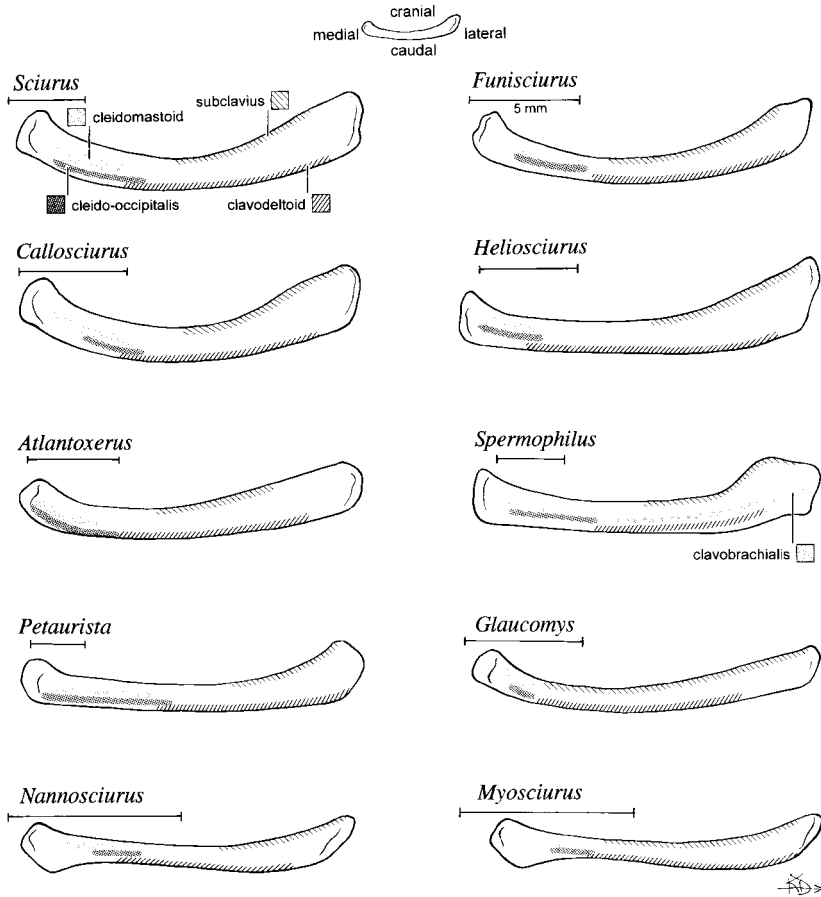 cranial
medial lateral
caudal
Sciurus
Funisciurus
5 mm
subclavius
cleidomastoid
cleido-occipitalis
clavodeltoid
Callosciurus
Heliosciurus
Atlantoxerus
Spermophilus
clavobrachialis
Petaurista
Glaucomys
Nannosciurus
Myosciurus